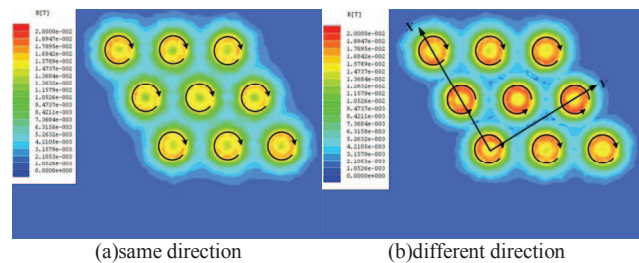 B[T]
2.0000e-002
1.8947e-002
1.7895e-002
1.6842e-002
1.5789e-002
1.4737e-002
1.3684e-002
1.2632e-002
1.1579e-002
1.0526e-002
9.4737e-003
8.4211e-003
7.3684e-003
6.3158e-003
5.2632e-003
4.2105e-003
3.1579e-003
2.1053e-003
1.0526e-003
0.0000e+000
(a)same direction
B[T]
2.0000e-002
1.8947e-002
1.7895e-002
1.6842e-002
1.5789e-002
1.4737e-002
1.3684e-002
1.2632e-002
1.1579e-002
1.0526e-002
9.4737e-003
8.4211e-003
7.3684e-003
6.3158e-003
5.2632e-003
4.2105e-003
3.1579e-003
2.1053e-003
1.0526e-003
0.0000e+000
X
Y
(b)different direction